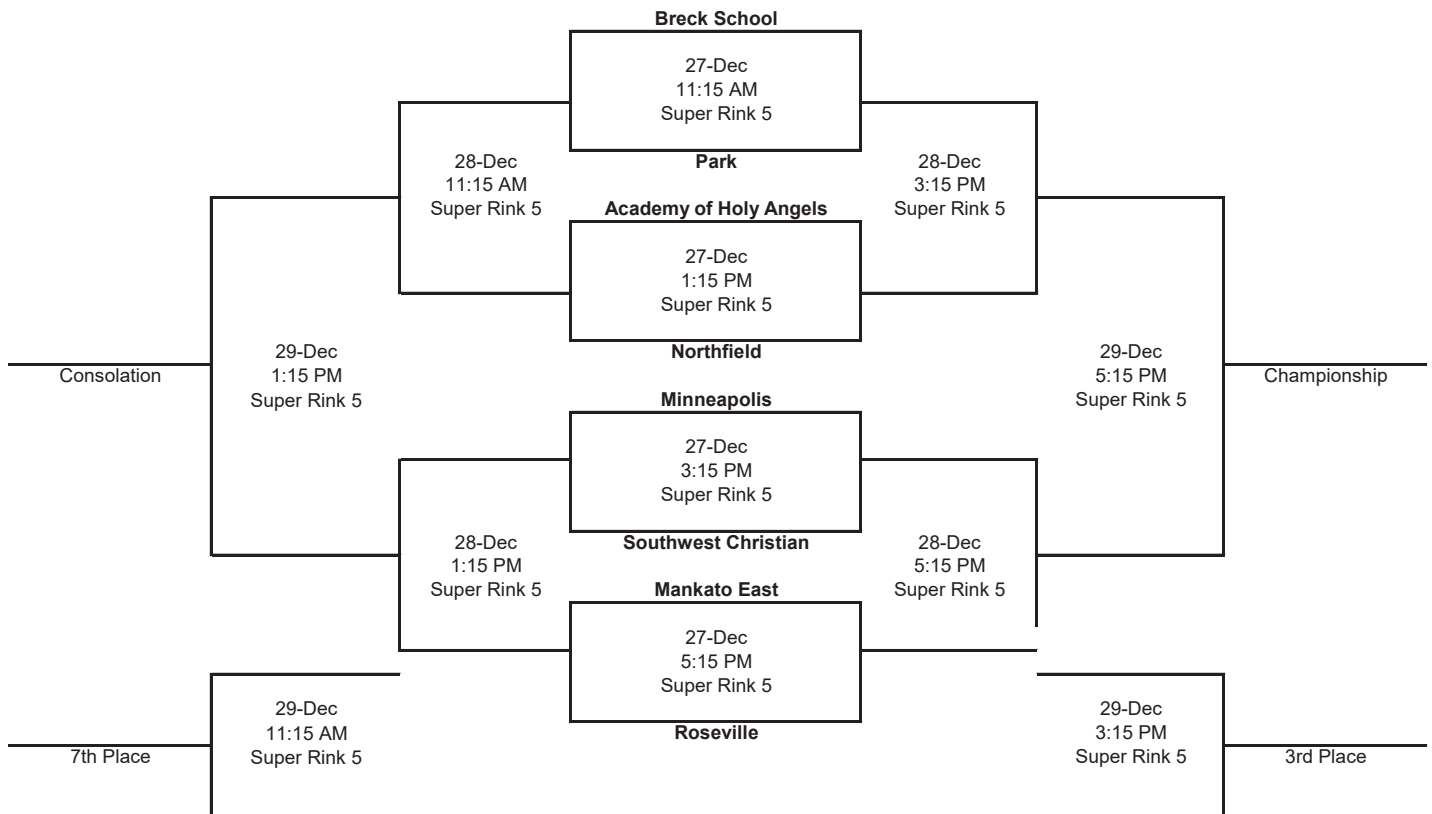 Breck School
27-Dec
11:15 AM
Super Rink 5
Park
28-Dec
11:15 AM
Super Rink 5
28-Dec
3:15 PM
Super Rink 5
Academy of Holy Angels
27-Dec
1:15 PM
Super Rink 5
Northfield
29-Dec
1:15 PM
Super Rink 5
Consolation
29-Dec
5:15 PM
Super Rink 5
Championship
Minneapolis
27-Dec
3:15 PM
Super Rink 5
Southwest Christian
28-Dec
1:15 PM
Super Rink 5
28-Dec
5:15 PM
Super Rink 5
Mankato East
27-Dec
5:15 PM
Super Rink 5
Roseville
29-Dec
11:15 AM
Super Rink 5
7th Place
29-Dec
3:15 PM
Super Rink 5
3rd Place